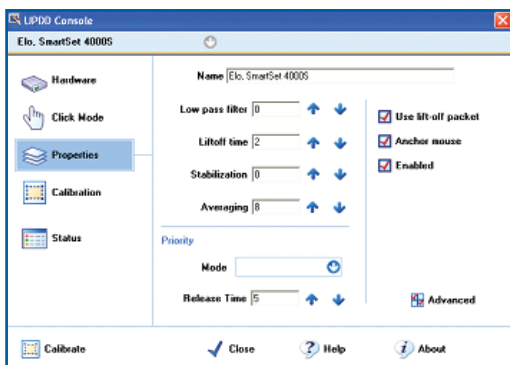 UPDD Console
Elo, SmartSet 4000S
Hardware
Click Mode
Properties
Calibration
Status
Name Elo, SmartSet 4000S
Low pass filter 0
Liftoff time 2
Stabilization 0
Averaging 8
Use lift-off packet
Anchor mouse
Enabled
Priority
Mode
Release Time 5
Advanced
Calibrate
Close
Help
About